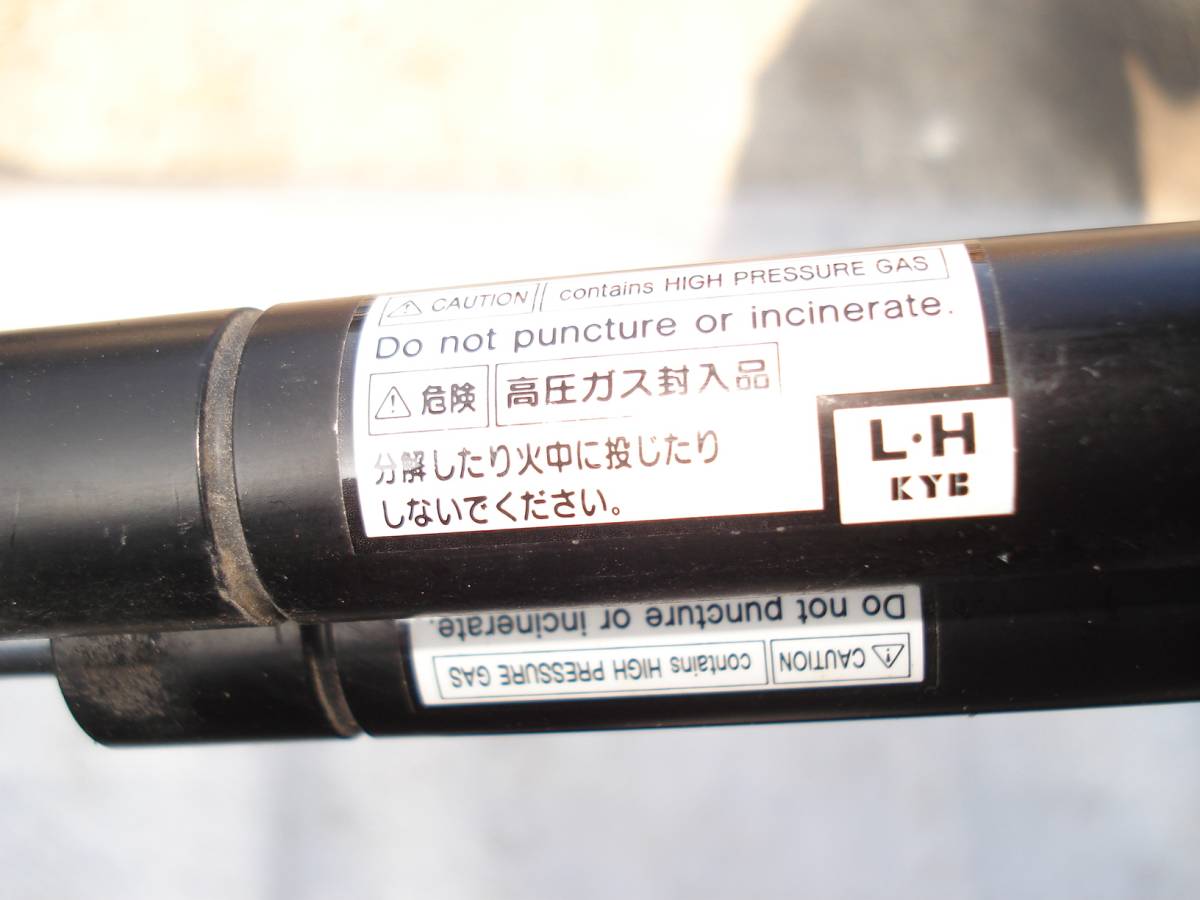 CAUTION contains HIGH PRESSURE GAS
Do not puncture or incinerate.
危険 高圧ガス封入品
分解したり火中に投じたり
しないでください。
L・H
KYB
CAUTION contains HIGH PRESSURE GAS
Do not puncture or incinerate.